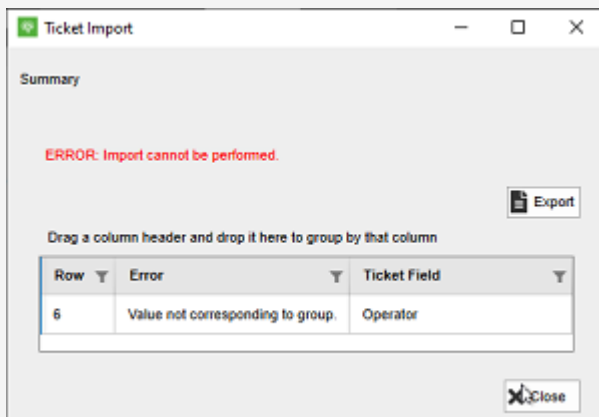 Ticket Import
Summary
ERROR: Import cannot be performed.
Export
Drag a column header and drop it here to group by that column
Row Error Ticket Field
6 Value not corresponding to group. Operator
Close